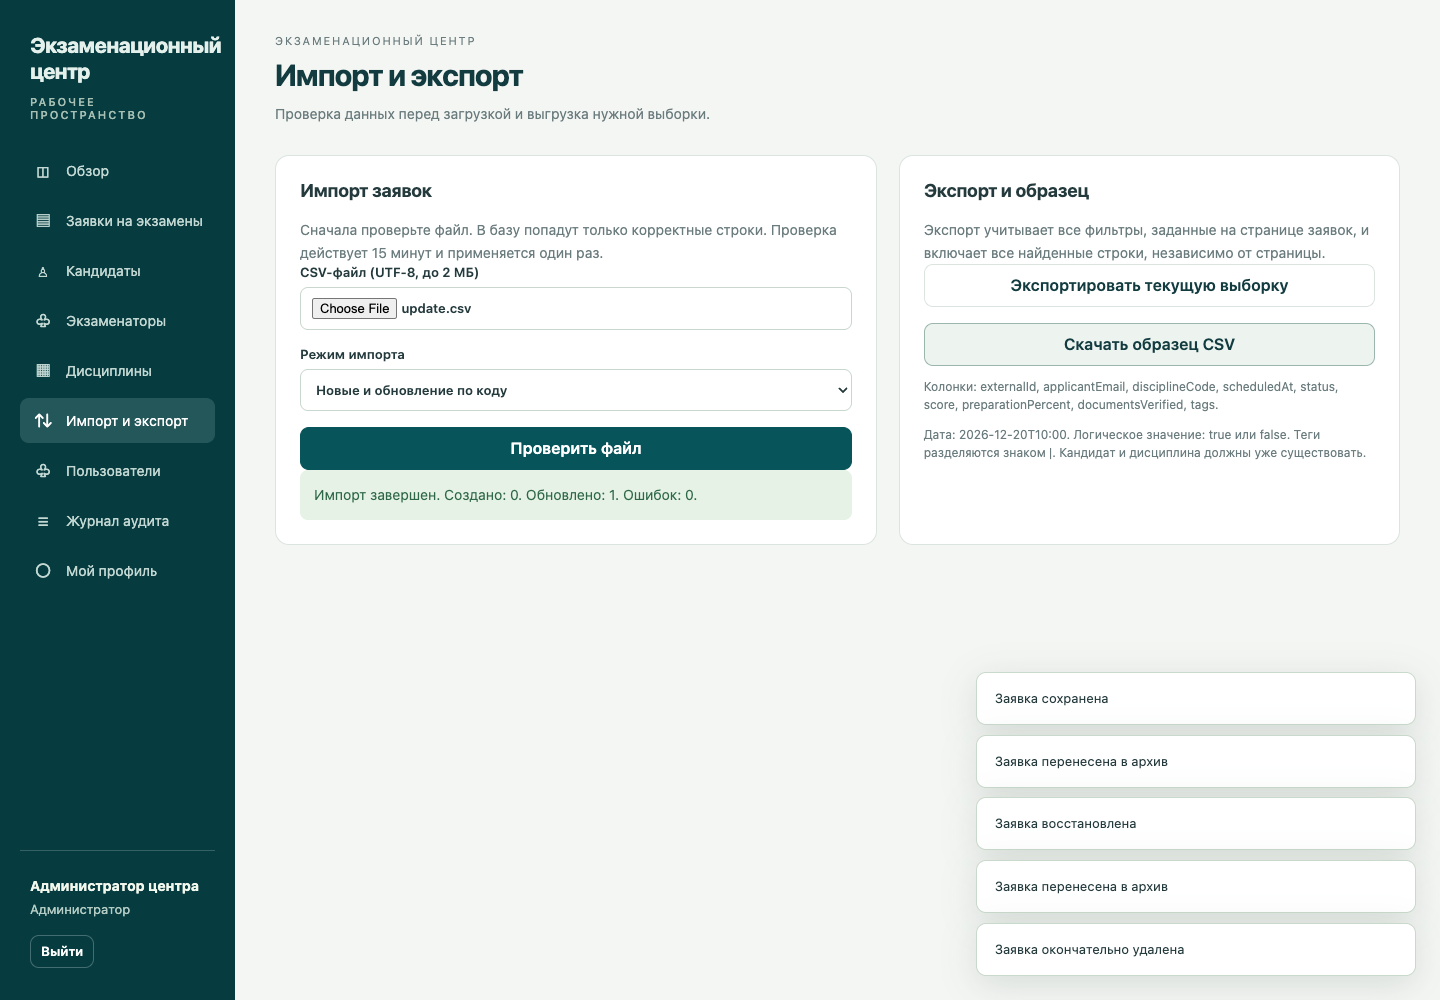 Экзаменационный
центр
РАБОЧЕЕ
ПРОСТРАНСТВО
Обзор
Заявки на экзамены
Кандидаты
Экзаменаторы
Дисциплины
Импорт и экспорт
Пользователи
Журнал аудита
Мой профиль
Администратор центра
Администратор
Выйти
ЭКЗАМЕНАЦИОННЫЙ ЦЕНТР
Импорт и экспорт
Проверка данных перед загрузкой и выгрузка нужной выборки.
Импорт заявок
Сначала проверьте файл. В базу попадут только корректные строки. Проверка
действует 15 минут и применяется один раз.
CSV-файл (UTF-8, до 2 МБ)
Choose File update.csv
Режим импорта
Новые и обновление по коду
Проверить файл
Импорт завершен. Создано: 0. Обновлено: 1. Ошибок: 0.
Экспорт и образец
Экспорт учитывает все фильтры, заданные на странице заявок, и
включает все найденные строки, независимо от страницы.
Экспортировать текущую выборку
Скачать образец CSV
Колонки: externalId, applicantEmail, disciplineCode, scheduledAt, status,
score, preparationPercent, documentsVerified, tags.
Дата: 2026-12-20T10:00. Логическое значение: true или false. Теги
разделяются знаком |. Кандидат и дисциплина должны уже существовать.
Заявка сохранена
Заявка перенесена в архив
Заявка восстановлена
Заявка перенесена в архив
Заявка окончательно удалена